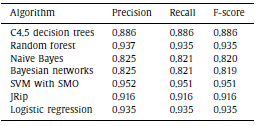 Algorithm Precision Recall F-score
C4.5 decision trees 0.886 0.886 0.886
Random forest 0.937 0.935 0.935
Naive Bayes 0.825 0.821 0.820
Bayesian networks 0.825 0.821 0.819
SVM with SMO 0.952 0.951 0.951
JRip 0.916 0.916 0.916
Logistic regression 0.935 0.935 0.935